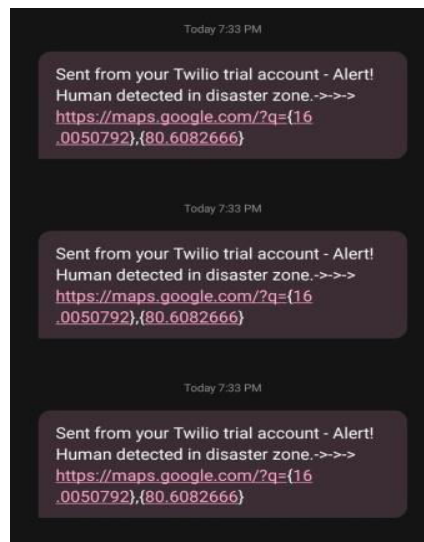 Today 7:33 PM
Sent from your Twilio trial account - Alert!
Human detected in disaster zone.->->->
https://maps.google.com/?q={16
.0050792},{80.6082666}
Today 7:33 PM
Sent from your Twilio trial account - Alert!
Human detected in disaster zone.->->->
https://maps.google.com/?q={16
.0050792},{80.6082666}
Today 7:33 PM
Sent from your Twilio trial account - Alert!
Human detected in disaster zone.->->->
https://maps.google.com/?q={16
.0050792},{80.6082666}